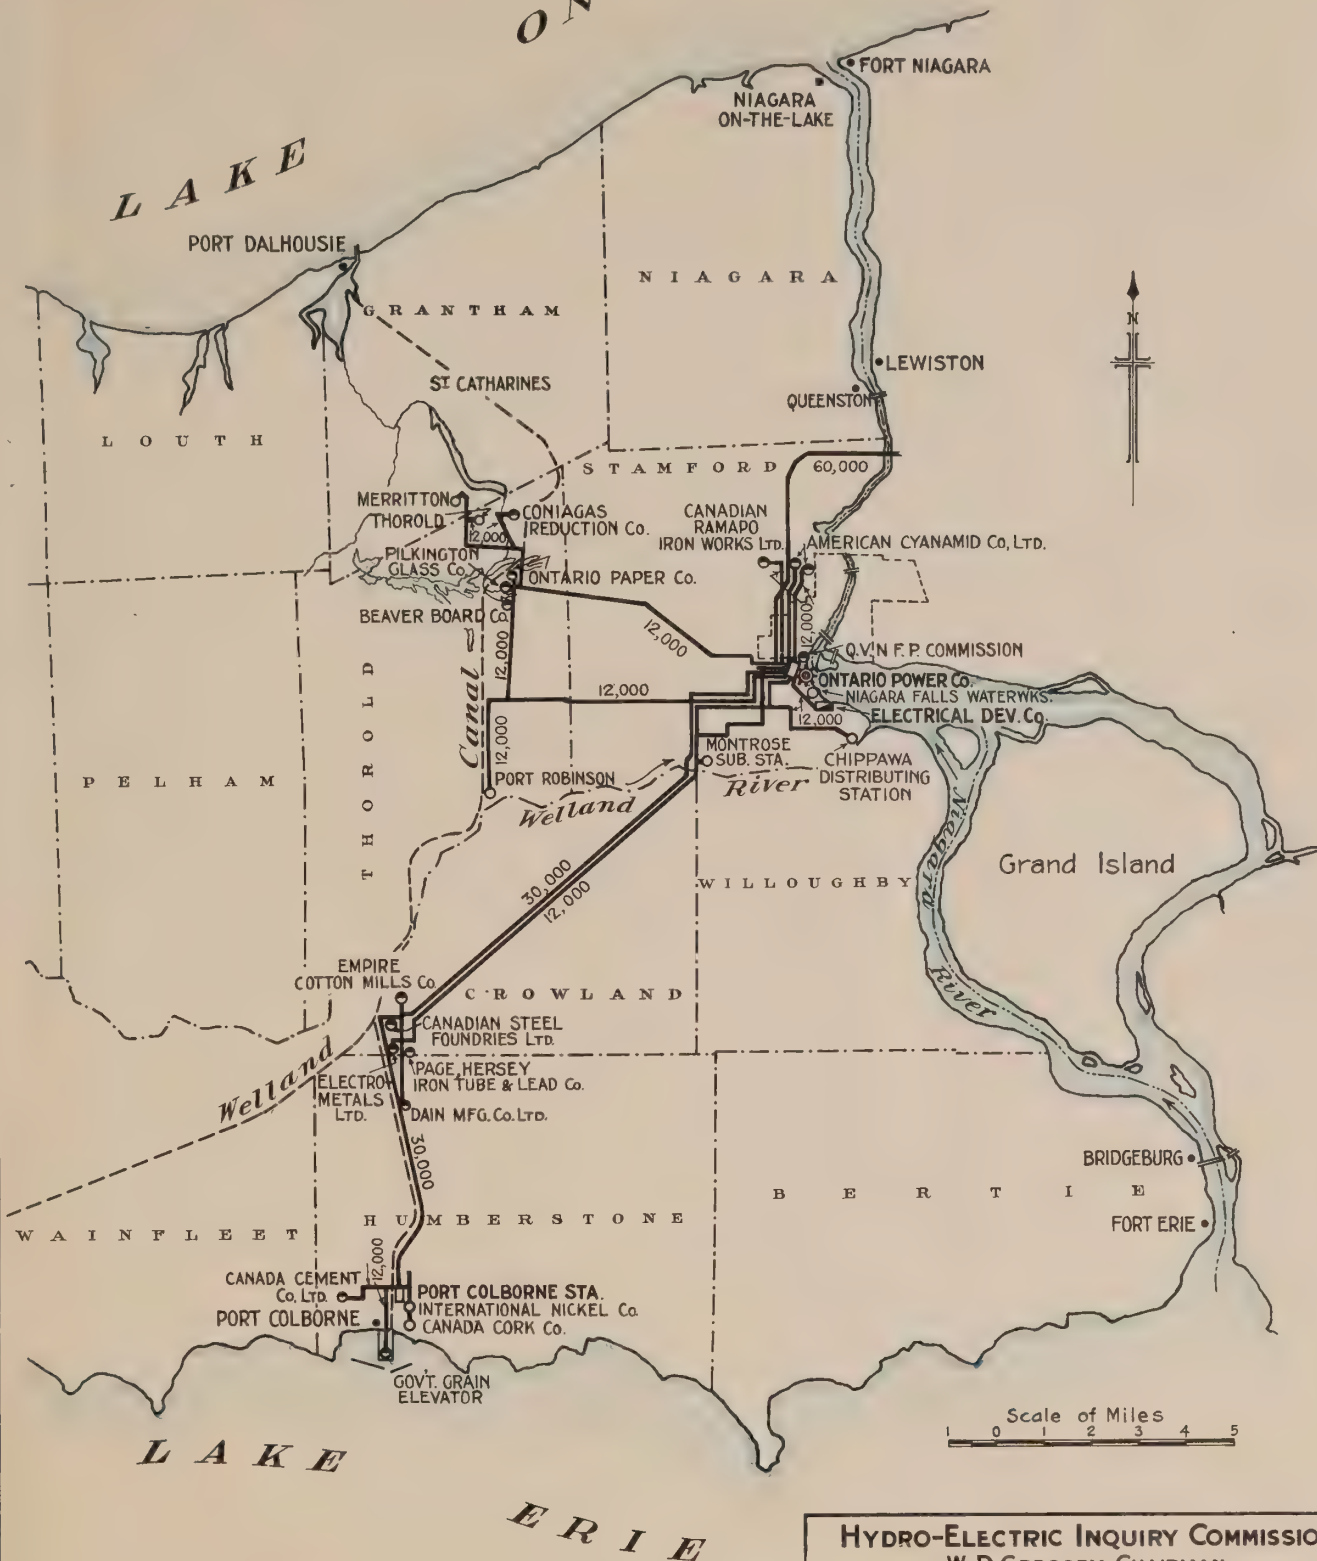 ON
LAKE
FORT NIAGARA
NIAGARA
ON-THE-LAKE
PORT DALHOUSIE
NIAGARA
GRANTHAM
N
LEWISTON
ST CATHARINES
QUEENSTON
LOUTH
STAMFORD
60,000
MERRITTON
THOROLD
CONIAGAS
REDUCTION Co.
12,000
CANADIAN
RAMAPO
IRON WORKS LTD.
AMERICAN CYANAMID Co, LTD.
PILKINGTON
GLASS Co.
ONTARIO PAPER Co.
BEAVER BOARD Co.
12,000
12,000
12,000
Q.V.N F. P. COMMISSION
ONTARIO POWER Co.
NIAGARA FALLS WATERWKS.
ELECTRICAL DEV. Co.
12,000
12,000
THOROLD
Canal
12,000
MONTROSE
SUB. STA.
CHIPPAWA
DISTRIBUTING
STATION
PORT ROBINSON
Welland
River
PELHAM
Niagara
River
Grand Island
WILLOUGHBY
30,000
12,000
EMPIRE
COTTON MILLS Co.
CROWLAND
CANADIAN STEEL
FOUNDRIES LTD.
Welland
ELECTRO-
METALS
LTD.
PAGE, HERSEY
IRON TUBE & LEAD Co.
DAIN MFG. Co. LTD.
30,000
BRIDGEBURG
BERTIE
FORT ERIE
WAINFLEET
HUMBERSTONE
12,000
CANADA CEMENT
Co. LTD.
PORT COLBORNE STA.
INTERNATIONAL NICKEL Co.
CANADA CORK Co.
PORT COLBORNE
GOV'T. GRAIN
ELEVATOR
Scale of Miles
1 0 1 2 3 4 5
LAKE
ERIE
HYDRO-ELECTRIC INQUIRY COMMISSIO
W. D. GREGORY CHAIRMAN